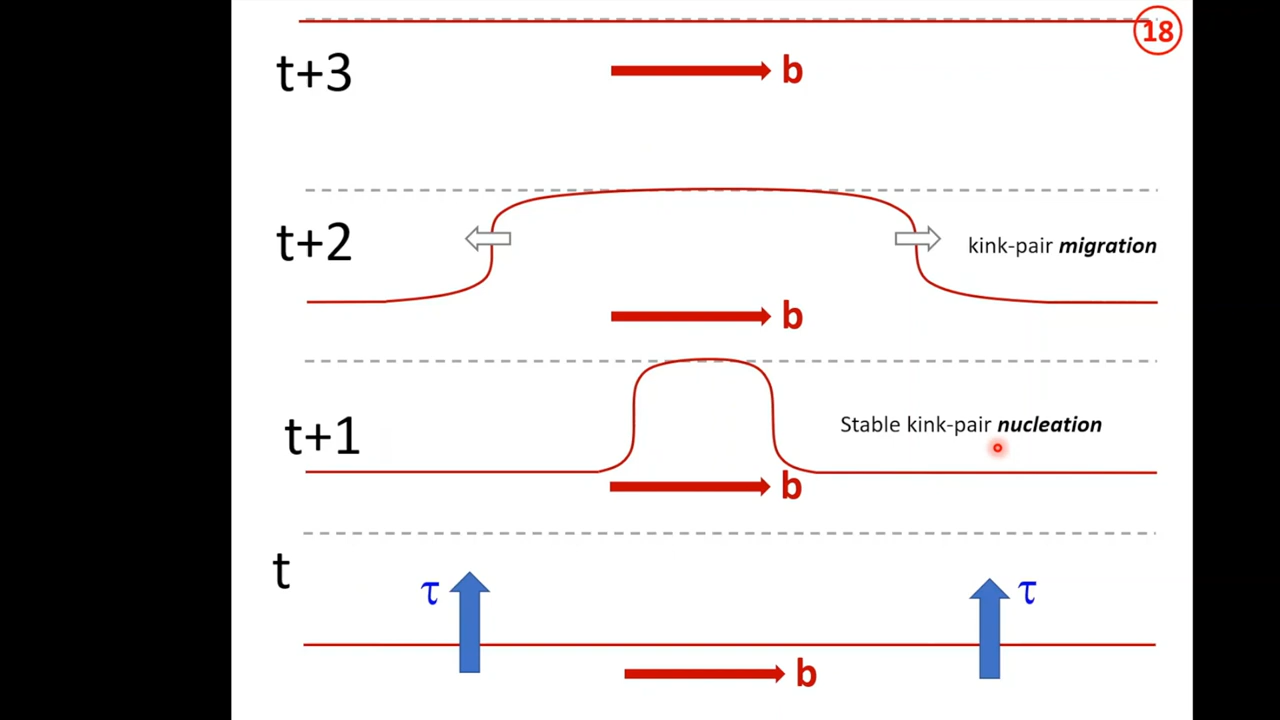 18
t+3
b
t+2
kink-pair migration
b
t+1
Stable kink-pair nucleation
b
t
τ
τ
b